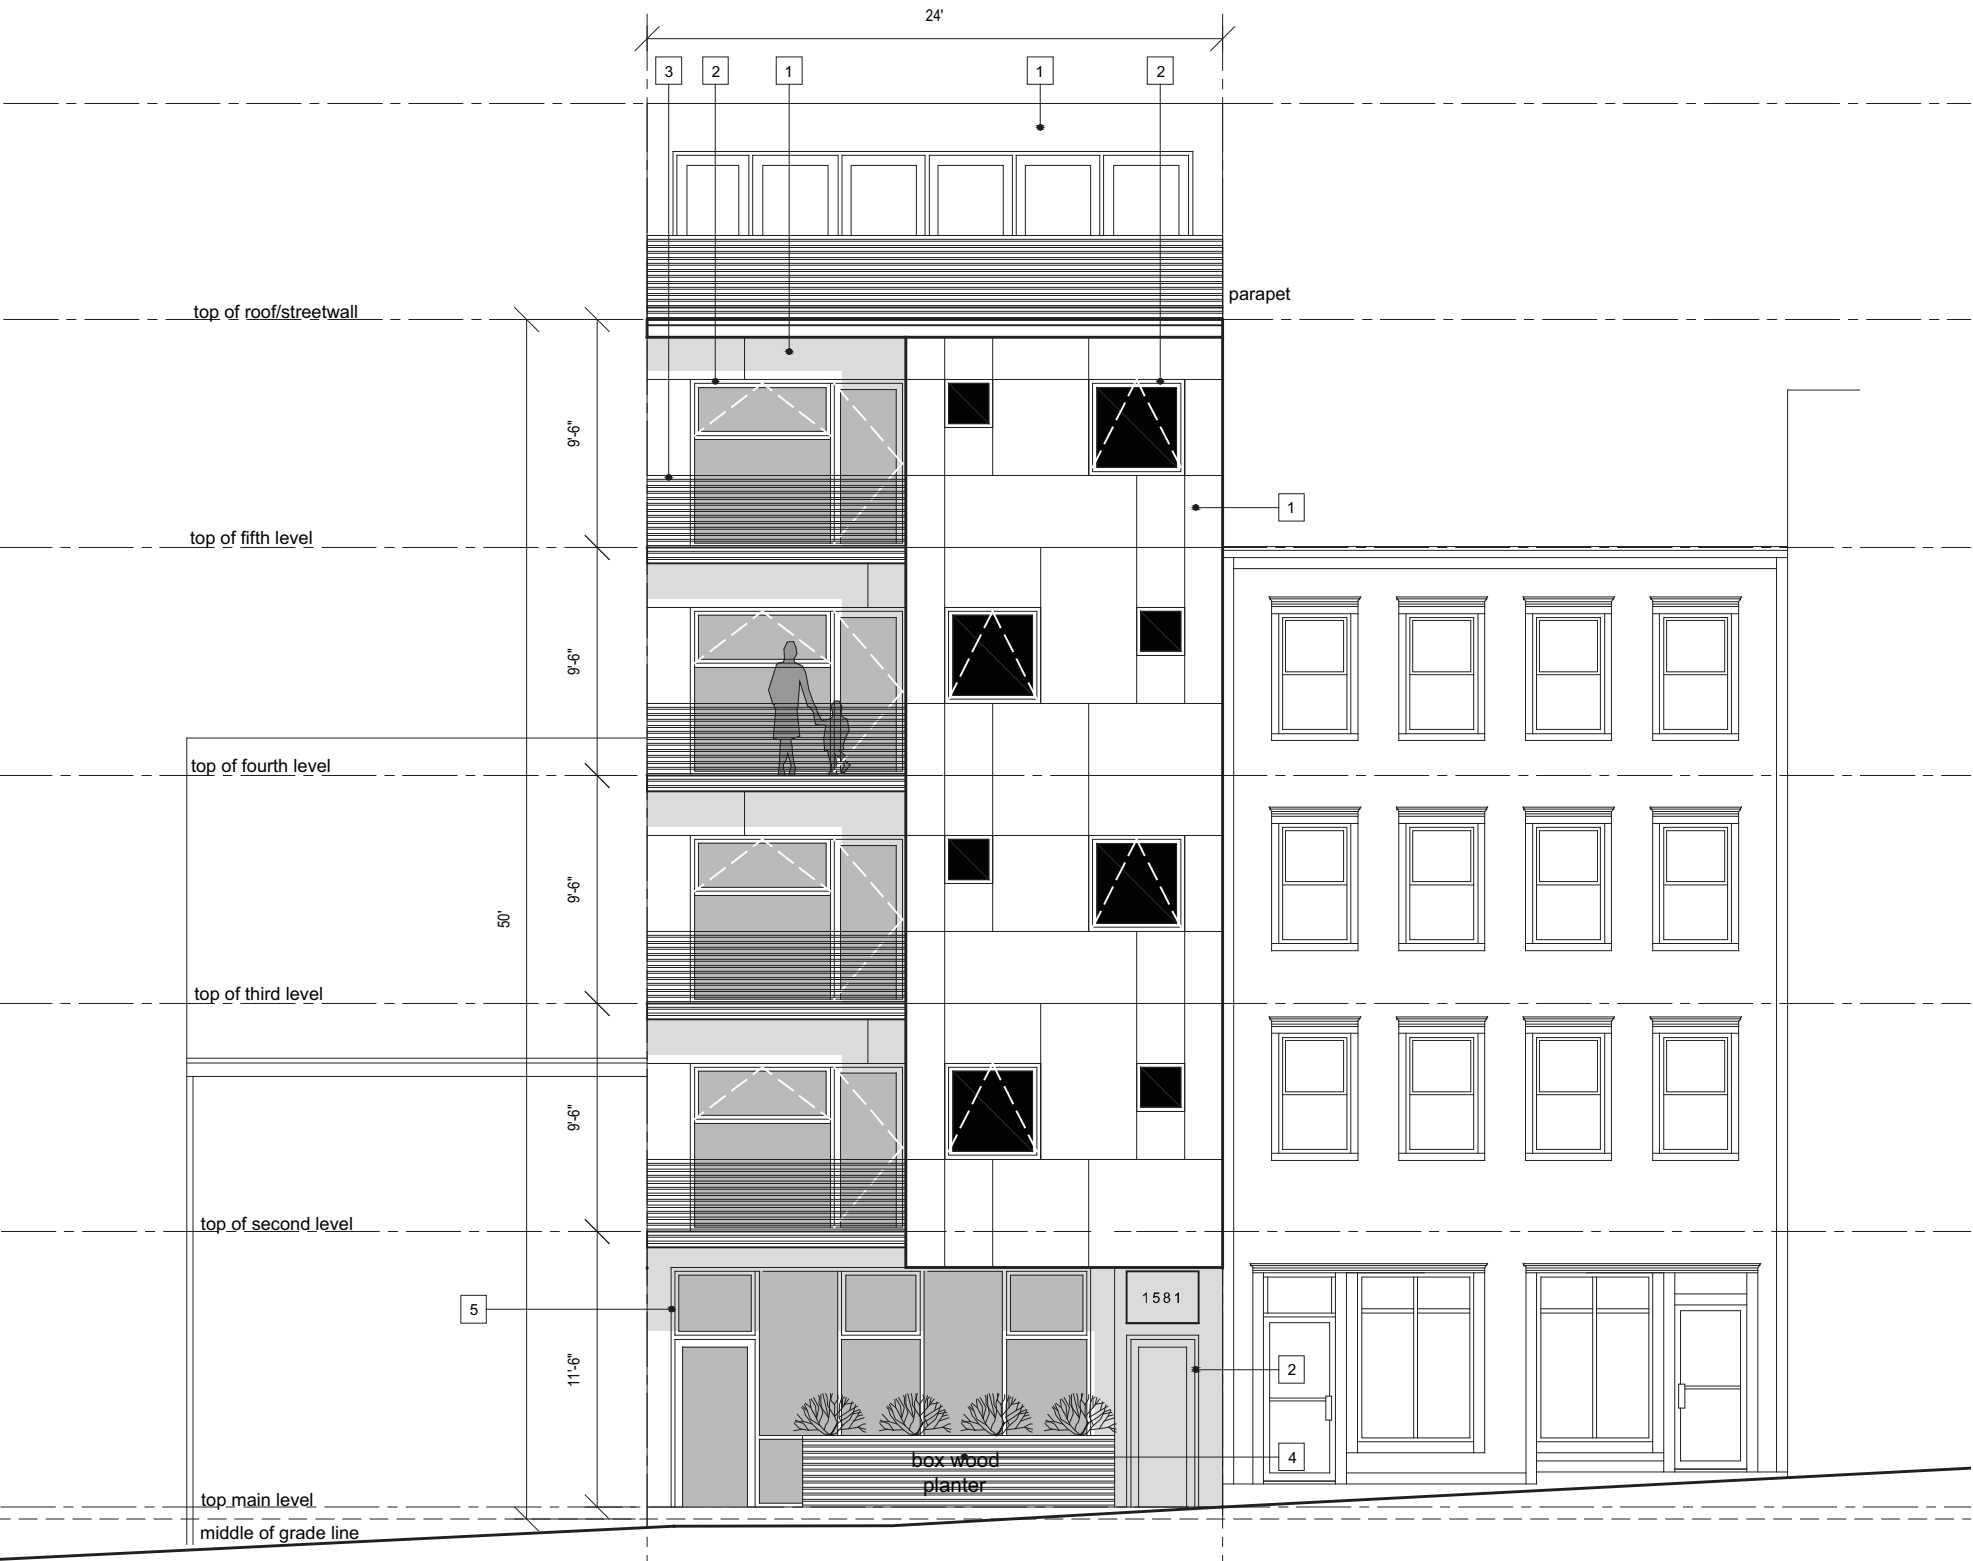 24'
3 2 1 1 2
parapet
top of roof/streetwall
9'-6"
1
top of fifth level
9'-6"
top of fourth level
9'-6"
50'
top of third level
9'-6"
top of second level
1581
5
11'-6"
2
box wood
planter
4
top main level
middle of grade line